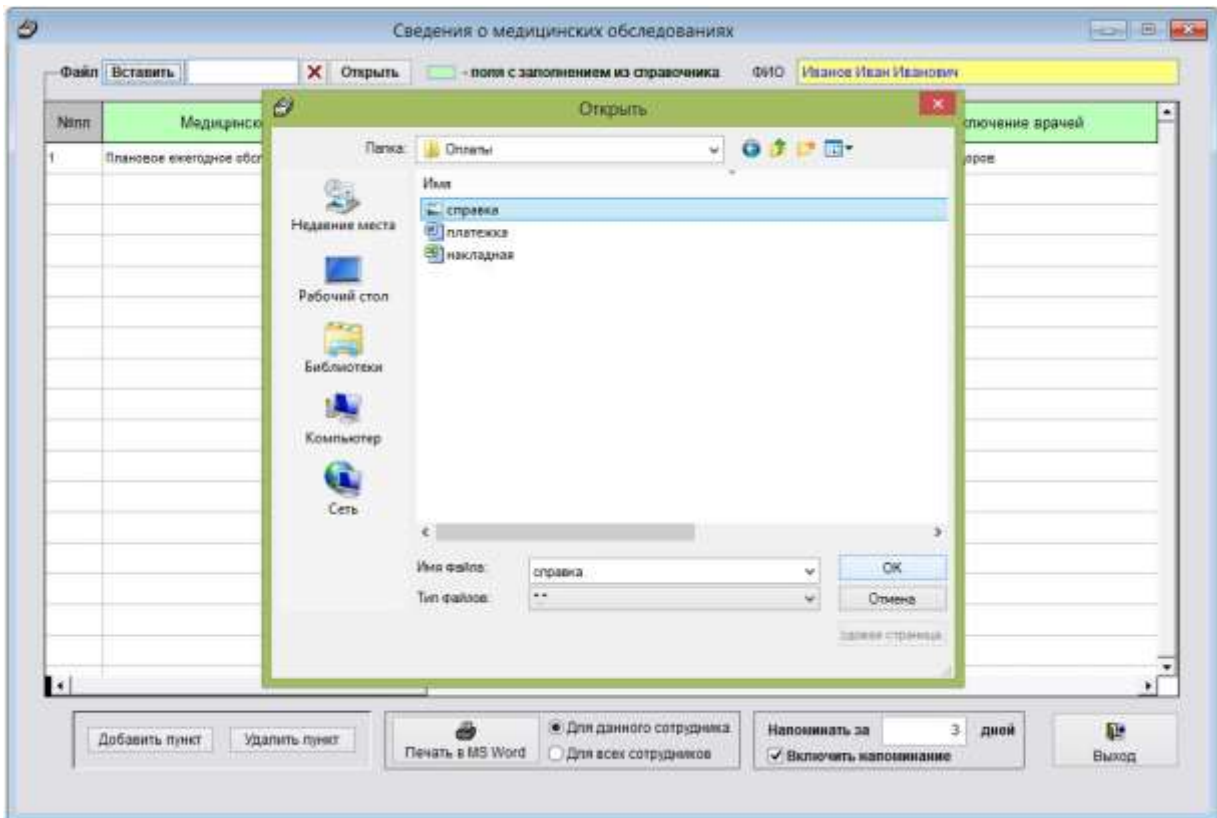 Сведения о медицинских обследованиях
Файл Вставить Открыть - поля с заполнением из справочника ФИО Иванов Иван Иванович
№пп Медицинско ключение врачей
1 Плановое ежегодное обсл оров
Открыть
Папка: Оплаты
Имя
справка
платежка
накладная
Недавние места
Рабочий стол
Библиотеки
Компьютер
Сеть
Имя файла: справка OK
Тип файлов: *.* Отмена
страница
Добавить пункт Удалить пункт
Печать в MS Word
Для данного сотрудника
Для всех сотрудников
Напоминать за 3 дней
Включить напоминание
Выход